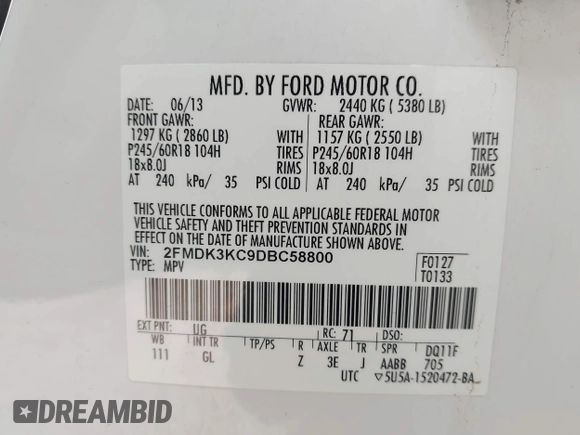 MFD. BY FORD MOTOR CO.
DATE: 06/13 GVWR: 2440 KG ( 5380 LB)
FRONT GAWR: REAR GAWR:
1297 KG ( 2860 LB) WITH 1157 KG ( 2550 LB) WITH
P245/60R18 104H TIRES P245/60R18 104H TIRES
18x8.0J RIMS 18x8.0J RIMS
AT 240 kPa/ 35 PSI COLD AT 240 kPa/ 35 PSI COLD
THIS VEHICLE CONFORMS TO ALL APPLICABLE FEDERAL MOTOR
VEHICLE SAFETY AND THEFT PREVENTION STANDARDS IN
EFFECT ON THE DATE OF MANUFACTURE SHOWN ABOVE.
VIN: 2FMDK3KC9DBC58800 F0127
TYPE: MPV T0133
EXT PNT: UG RC: 71 DSO:
WB INT TR TP/PS R AXLE TR SPR DQ11F
111 GL Z 3E J AABB 705
UTC ▽5U5A-1520472-BA
DREAMBID